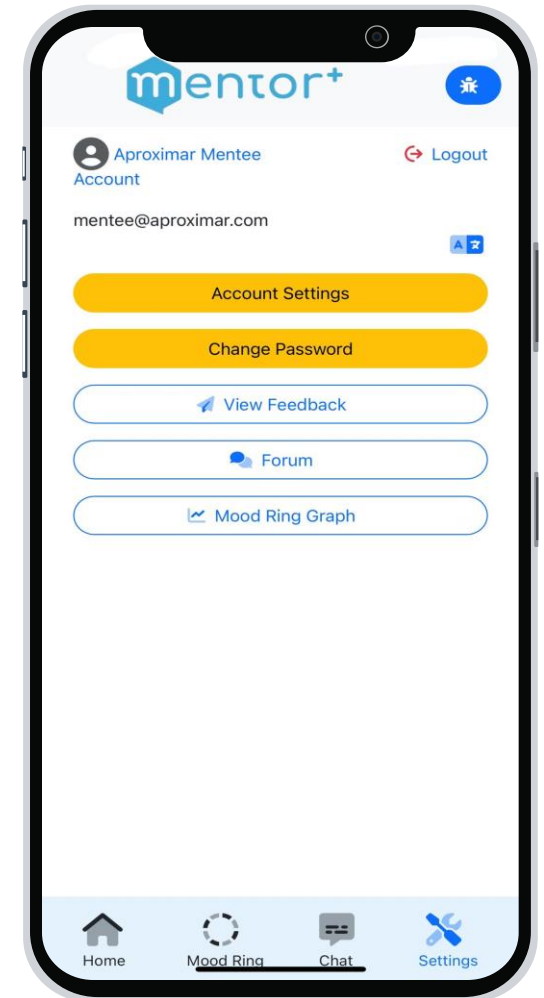 mentor+
Aproximar Mentee
Account
Logout
mentee@aproximar.com
A
Account Settings
Change Password
View Feedback
Forum
Mood Ring Graph
Home
Mood Ring
Chat
Settings